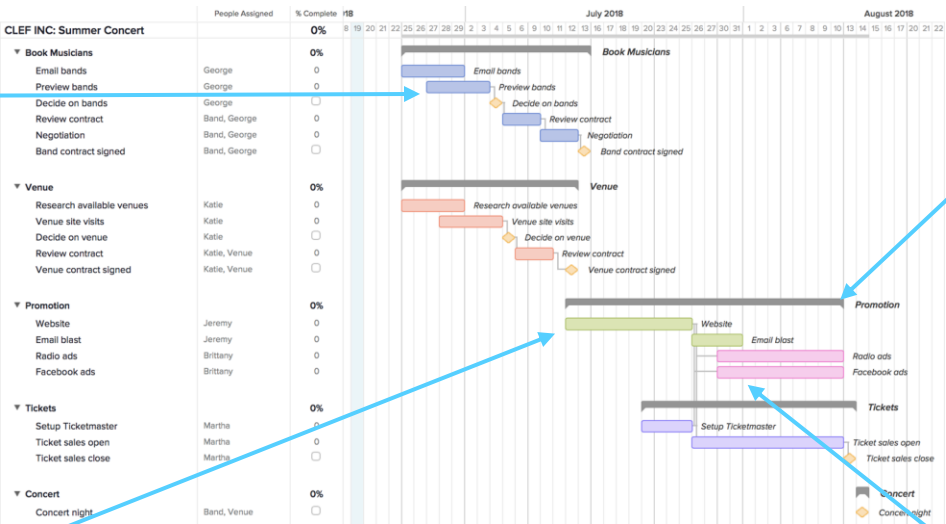 People Assigned % Complete '18 July 2018 August 2018
CLEF INC: Summer Concert 0% 8 19 20 21 22 25 26 27 28 29 2 3 4 5 6 9 10 11 12 13 16 17 18 19 20 23 24 25 26 27 30 31 1 2 3 6 7 8 9 10 13 14 15 16 17 20 21 22
Book Musicians 0% Book Musicians
Email bands George 0 Email bands
Preview bands George 0 Preview bands
Decide on bands George Decide on bands
Review contract Band, George 0 Review contract
Negotiation Band, George 0 Negotiation
Band contract signed Band, George Band contract signed
Venue 0% Venue
Research available venues Katie 0 Research available venues
Venue site visits Katie 0 Venue site visits
Decide on venue Katie Decide on venue
Review contract Katie, Venue 0 Review contract
Venue contract signed Katie, Venue Venue contract signed
Promotion 0% Promotion
Website Jeremy 0 Website
Email blast Jeremy 0 Email blast
Radio ads Brittany 0 Radio ads
Facebook ads Brittany 0 Facebook ads
Tickets 0% Tickets
Setup Ticketmaster Martha 0 Setup Ticketmaster
Ticket sales open Martha 0 Ticket sales open
Ticket sales close Martha Ticket sales close
Concert 0% Concert
Concert night Band, Venue Concert night